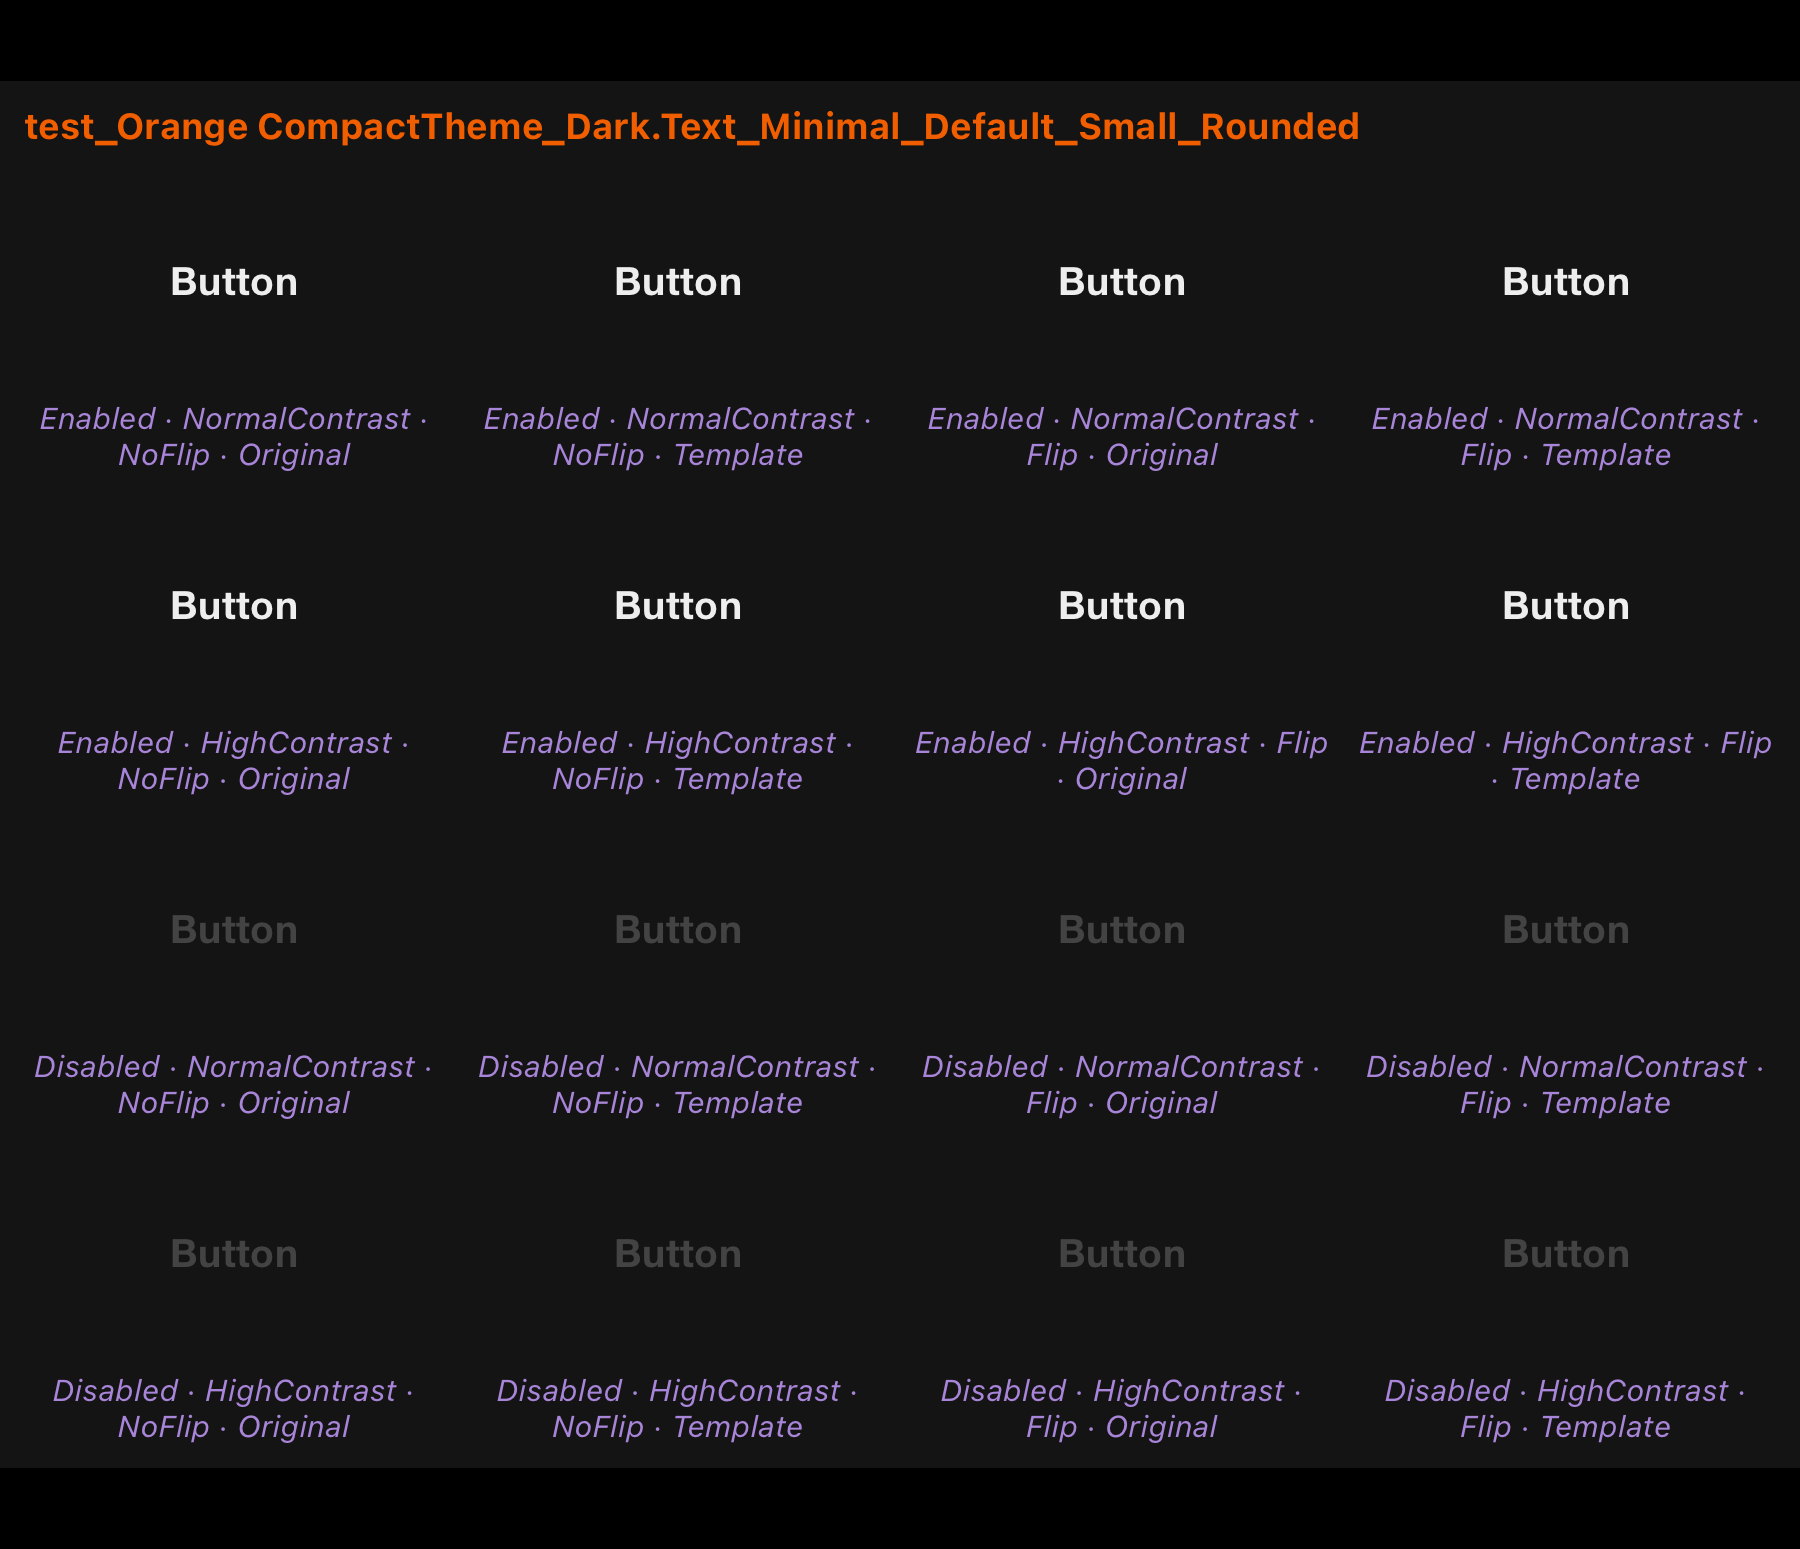 test_Orange CompactTheme_Dark.Text_Minimal_Default_Small_Rounded
Button Button Button Button
Enabled · NormalContrast · Enabled · NormalContrast · Enabled · NormalContrast · Enabled · NormalContrast ·
NoFlip · Original NoFlip · Template Flip · Original Flip · Template
Button Button Button Button
Enabled · HighContrast · Enabled · HighContrast · Enabled · HighContrast · Flip Enabled · HighContrast · Flip
NoFlip · Original NoFlip · Template · Original · Template
Button Button Button Button
Disabled · NormalContrast · Disabled · NormalContrast · Disabled · NormalContrast · Disabled · NormalContrast ·
NoFlip · Original NoFlip · Template Flip · Original Flip · Template
Button Button Button Button
Disabled · HighContrast · Disabled · HighContrast · Disabled · HighContrast · Disabled · HighContrast ·
NoFlip · Original NoFlip · Template Flip · Original Flip · Template